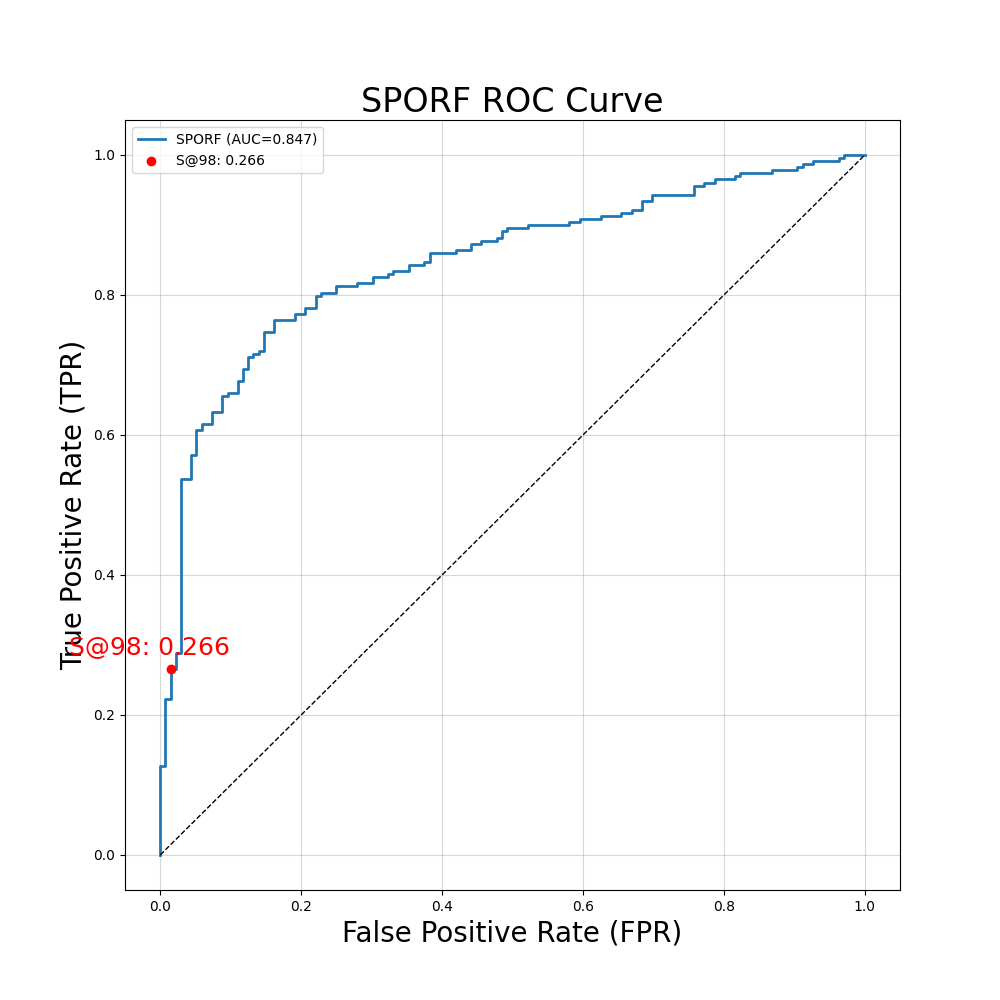 SPORF ROC Curve
SPORF (AUC=0.847)
S@98: 0.266
1.0
0.8
0.6
0.4
0.2
0.0
True Positive Rate (TPR)
S@98: 0.266
0.0 0.2 0.4 0.6 0.8 1.0
False Positive Rate (FPR)